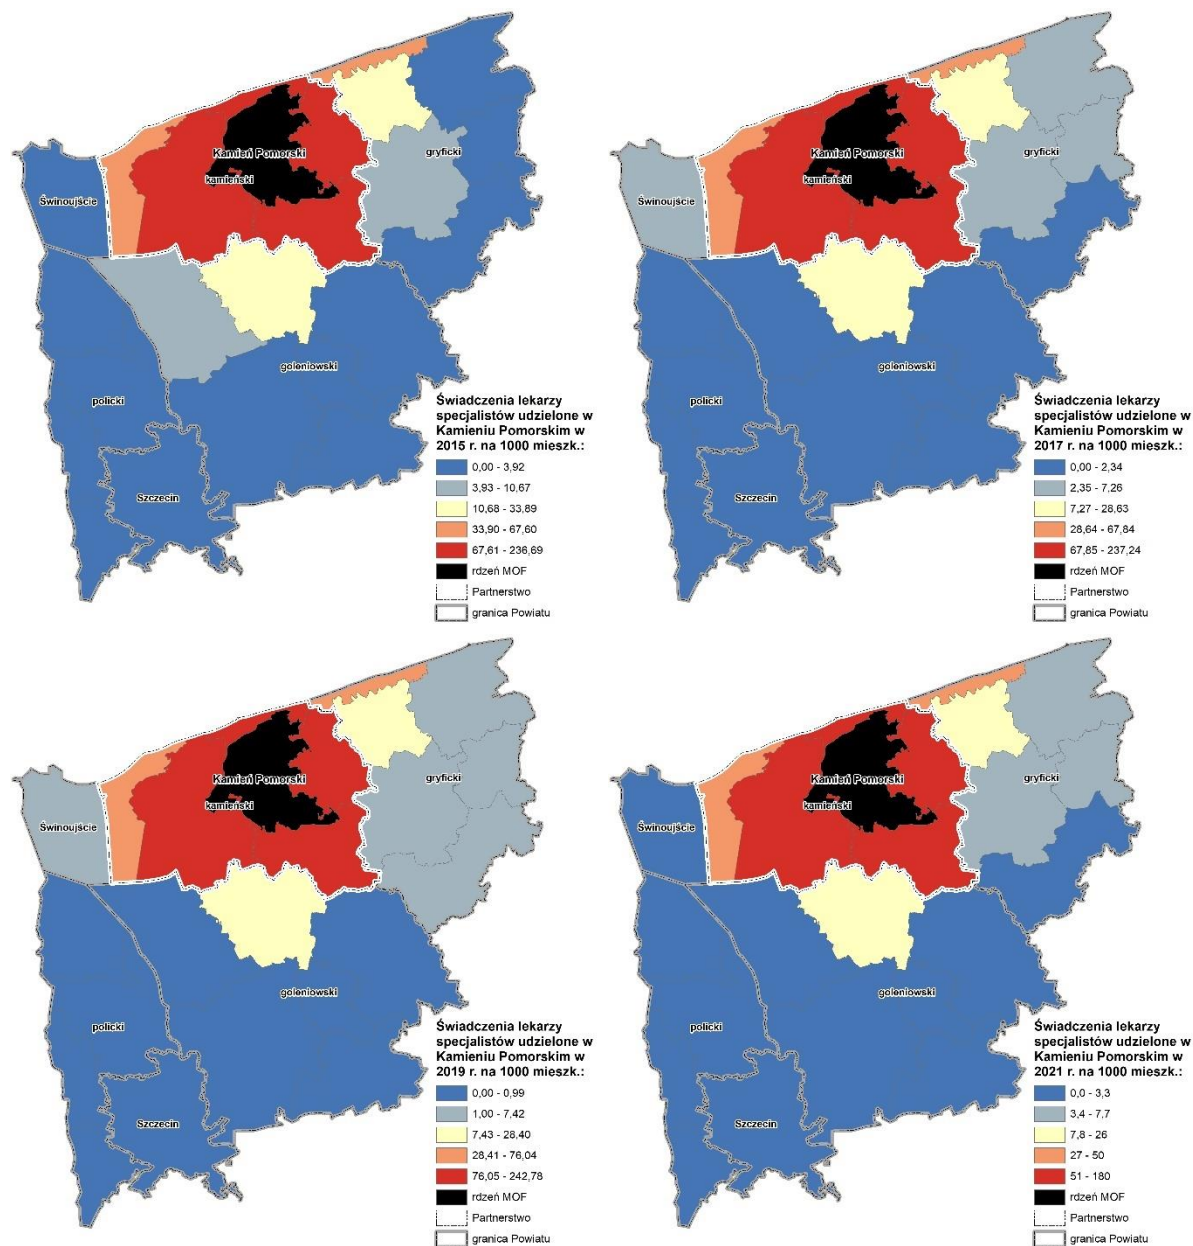 Kamień Pomorski
kamieński
gryficki
Świnoujście
goleniowski
policki
Szczecin
Świadczenia lekarzy
specjalistów udzielone w
Kamieniu Pomorskim w
2015 r. na 1000 mieszk.:
0,00 - 3,92
3,93 - 10,67
10,68 - 33,89
33,90 - 67,60
67,61 - 236,69
rdzeń MOF
Partnerstwo
granica Powiatu
Kamień Pomorski
kamieński
gryficki
Świnoujście
goleniowski
policki
Szczecin
Świadczenia lekarzy
specjalistów udzielone w
Kamieniu Pomorskim w
2017 r. na 1000 mieszk.:
0,00 - 2,34
2,35 - 7,26
7,27 - 28,63
28,64 - 67,84
67,85 - 237,24
rdzeń MOF
Partnerstwo
granica Powiatu
Kamień Pomorski
kamieński
gryficki
Świnoujście
goleniowski
policki
Szczecin
Świadczenia lekarzy
specjalistów udzielone w
Kamieniu Pomorskim w
2019 r. na 1000 mieszk.:
0,00 - 0,99
1,00 - 7,42
7,43 - 28,40
28,41 - 76,04
76,05 - 242,78
rdzeń MOF
Partnerstwo
granica Powiatu
Kamień Pomorski
kamieński
gryficki
Świnoujście
goleniowski
policki
Szczecin
Świadczenia lekarzy
specjalistów udzielone w
Kamieniu Pomorskim w
2021 r. na 1000 mieszk.:
0,0 - 3,3
3,4 - 7,7
7,8 - 26
27 - 50
51 - 180
rdzeń MOF
Partnerstwo
granica Powiatu